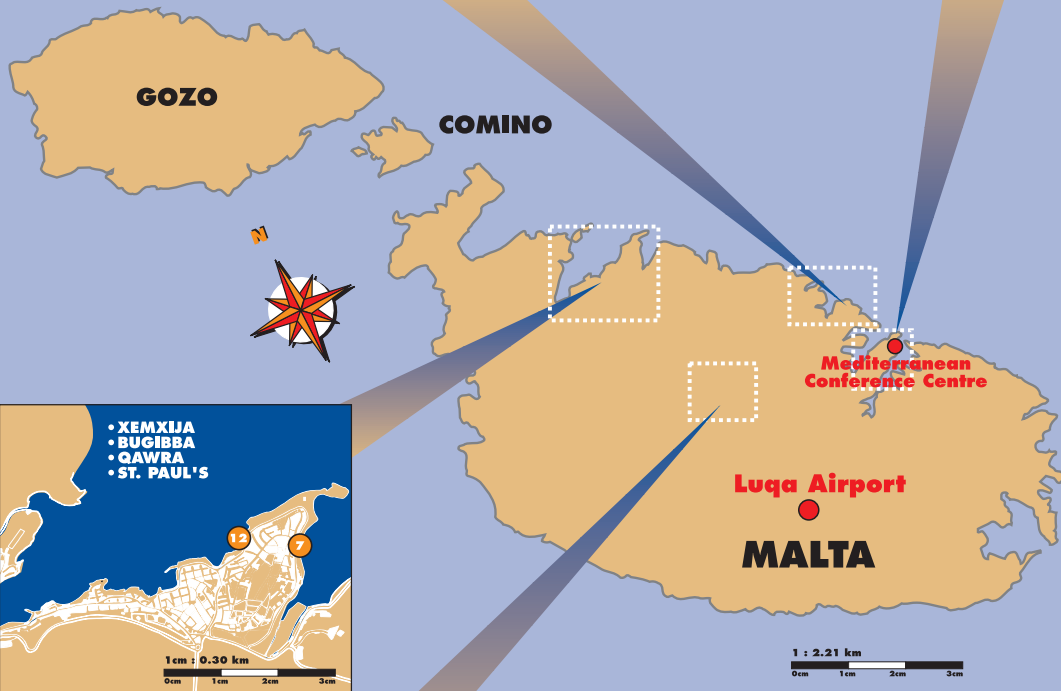 GOZO
COMINO
N
Mediterranean
Conference Centre
• XEMXIJA
• BUGIBBA
• QAWRA
• ST. PAUL'S
12
7
Luqa Airport
MALTA
1cm : 0.30 km
0cm 1cm 2cm 3cm
1 : 2.21 km
0cm 1cm 2cm 3cm